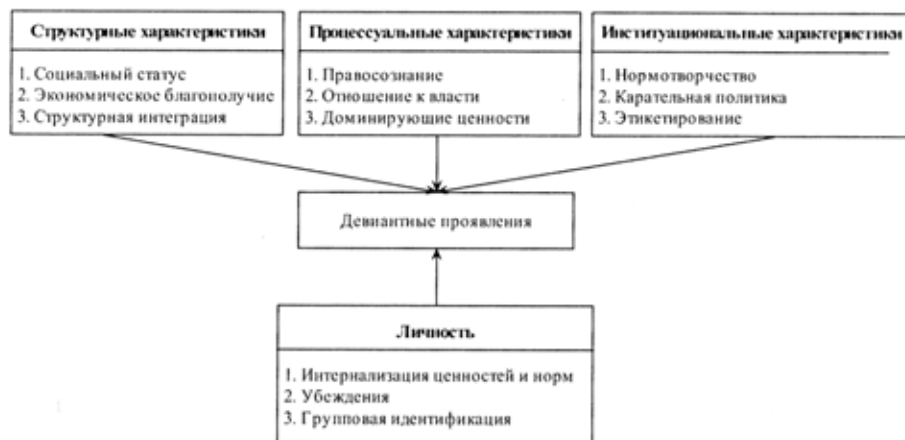 Структурные характеристики
1. Социальный статус
2. Экономическое благополучие
3. Структурная интеграция
Процессуальные характеристики
1. Правосознание
2. Отношение к власти
3. Доминирующие ценности
Институциональные характеристики
1. Нормотворчество
2. Карательная политика
3. Этикетирование
Девиантные проявления
Личность
1. Интернализация ценностей и норм
2. Убеждения
3. Групповая идентификация